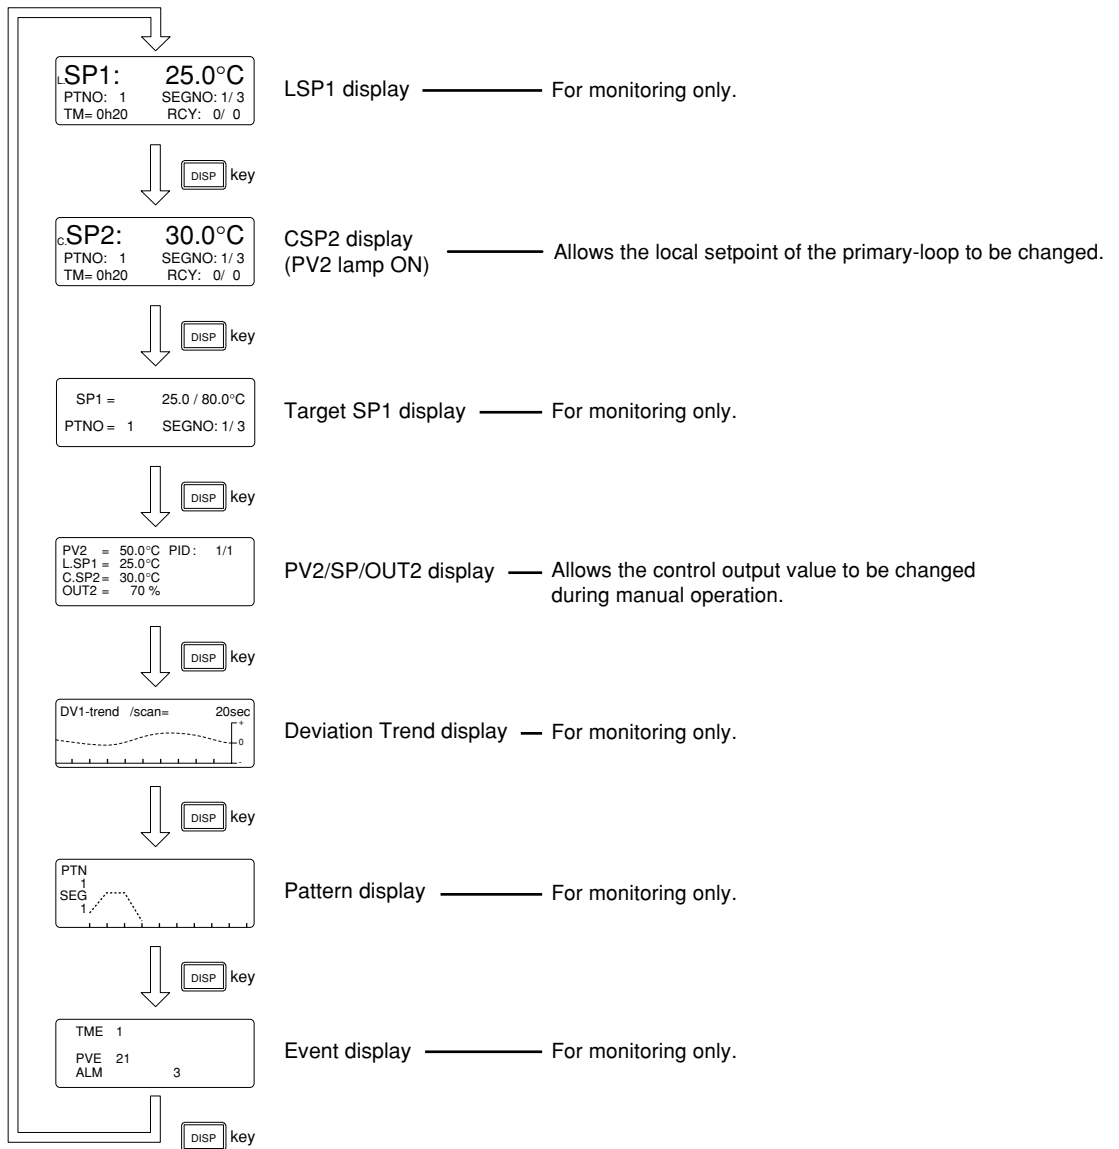 L.SP1: 25.0°C
PTNO: 1 SEGNO: 1/ 3
TM= 0h20 RCY: 0/ 0
LSP1 display For monitoring only.
DISP key
C.SP2: 30.0°C
PTNO: 1 SEGNO: 1/ 3
TM= 0h20 RCY: 0/ 0
CSP2 display
(PV2 lamp ON)
Allows the local setpoint of the primary-loop to be changed.
DISP key
SP1 = 25.0 / 80.0°C
PTNO = 1 SEGNO: 1/ 3
Target SP1 display For monitoring only.
DISP key
PV2 = 50.0°C PID : 1/1
L.SP1 = 25.0°C
C.SP2 = 30.0°C
OUT2 = 70 %
PV2/SP/OUT2 display Allows the control output value to be changed
during manual operation.
DISP key
DV1-trend /scan= 20sec
+
0
-
Deviation Trend display For monitoring only.
DISP key
PTN
1
SEG
1
Pattern display For monitoring only.
DISP key
TME 1
PVE 21
ALM 3
Event display For monitoring only.
DISP key